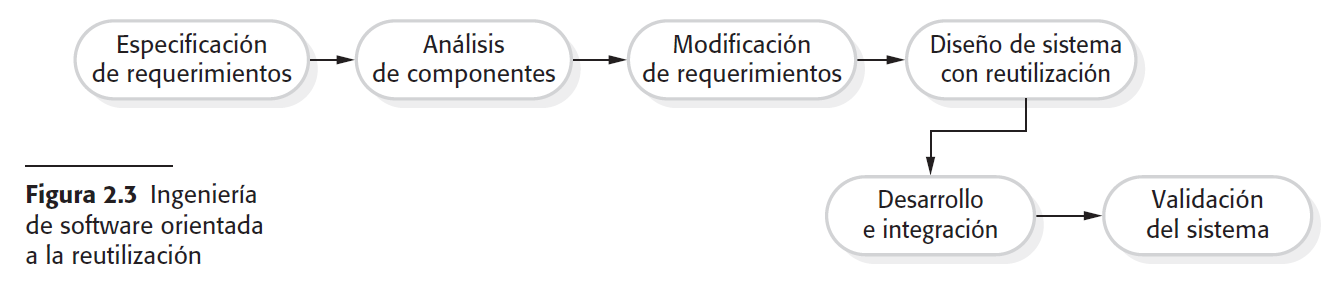 Especificación
de requerimientos
Análisis
de componentes
Modificación
de requerimientos
Diseño de sistema
con reutilización
Desarrollo
e integración
Validación
del sistema
Figura 2.3 Ingeniería
de software orientada
a la reutilización